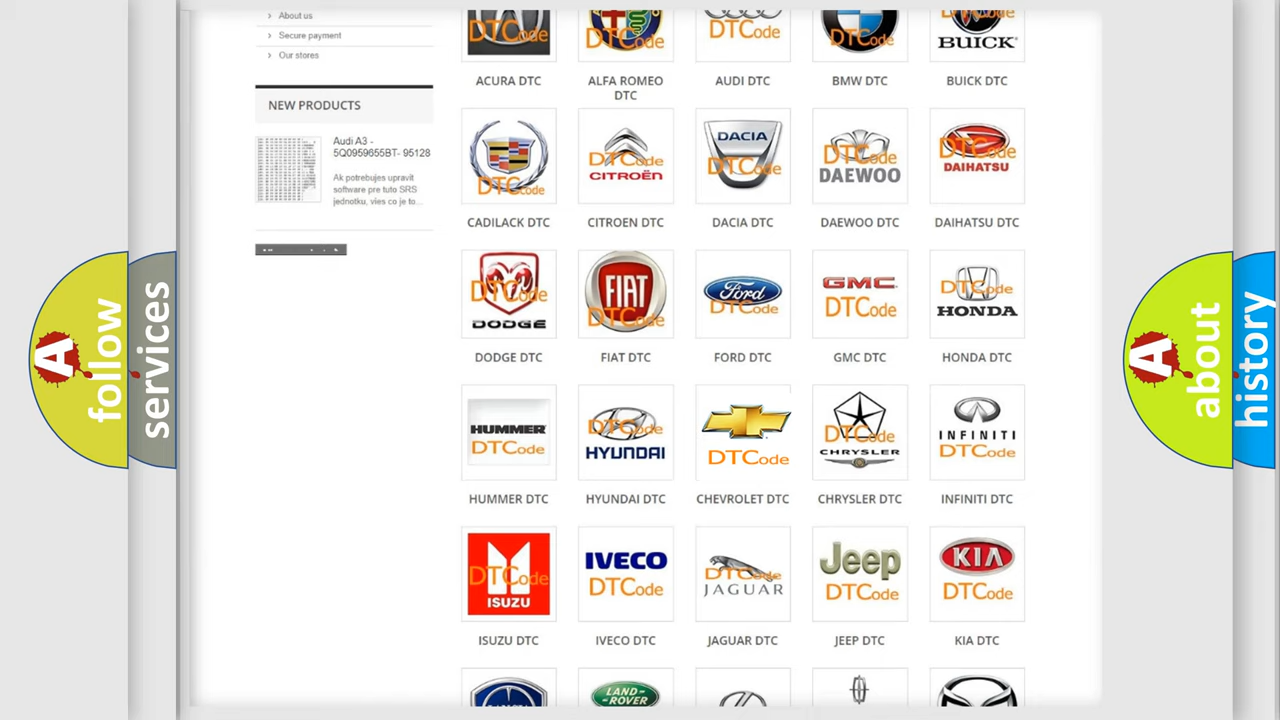 About us
Secure payment
Our stores
NEW PRODUCTS
Audi A3 -
5Q0959655BT- 95128
Ak potrebujes upravit
software pre tuto SRS
jednotku, vies co je to...
DTCode
DTCode
DTCode
DTCode
BUICK
ACURA DTC
ALFA ROMEO
DTC
AUDI DTC
BMW DTC
BUICK DTC
DTCode
DTCode
CITROËN
DACIA
DTCode
DTCode
DAEWOO
DTCode
DAIHATSU
CADILACK DTC
CITROEN DTC
DACIA DTC
DAEWOO DTC
DAIHATSU DTC
DTCode
DODGE
FIAT
DTCode
Ford
DTCode
GMC
DTCode
DTCode
HONDA
DODGE DTC
FIAT DTC
FORD DTC
GMC DTC
HONDA DTC
HUMMER
DTCode
DTCode
HYUNDAI
DTCode
DTCode
CHRYSLER
INFINITI
DTCode
HUMMER DTC
HYUNDAI DTC
CHEVROLET DTC
CHRYSLER DTC
INFINITI DTC
DTCode
ISUZU
IVECO
DTCode
DTCode
JAGUAR
Jeep
DTCode
KIA
DTCode
ISUZU DTC
IVECO DTC
JAGUAR DTC
JEEP DTC
KIA DTC
LAND-
ROVER
A
follow
services
A
about
history